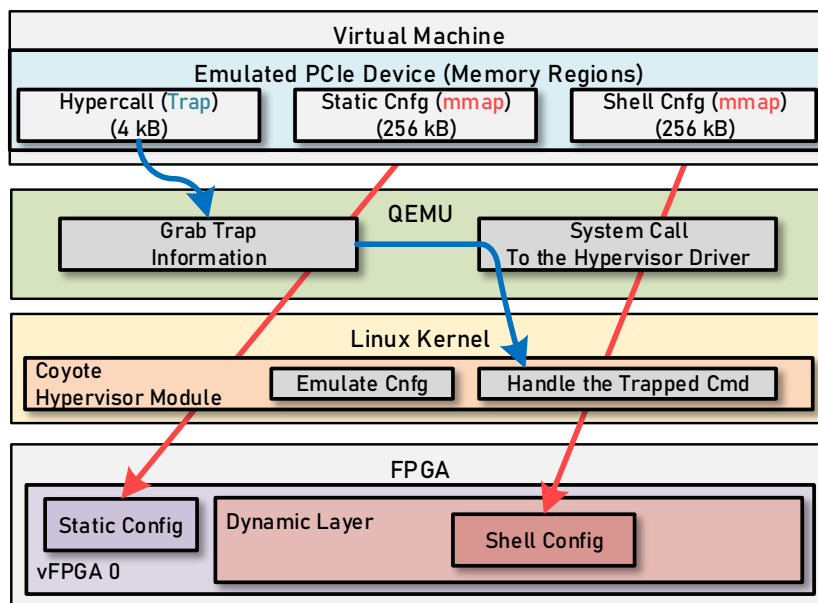 Virtual Machine
Emulated PCIe Device (Memory Regions)
Hypercall (Trap)
(4 kB)
Static Cnfg (mmap)
(256 kB)
Shell Cnfg (mmap)
(256 kB)
QEMU
Grab Trap
Information
System Call
To the Hypervisor Driver
Linux Kernel
Coyote
Hypervisor Module
Emulate Cnfg
Handle the Trapped Cmd
FPGA
Static Config
vFPGA 0
Dynamic Layer
Shell Config